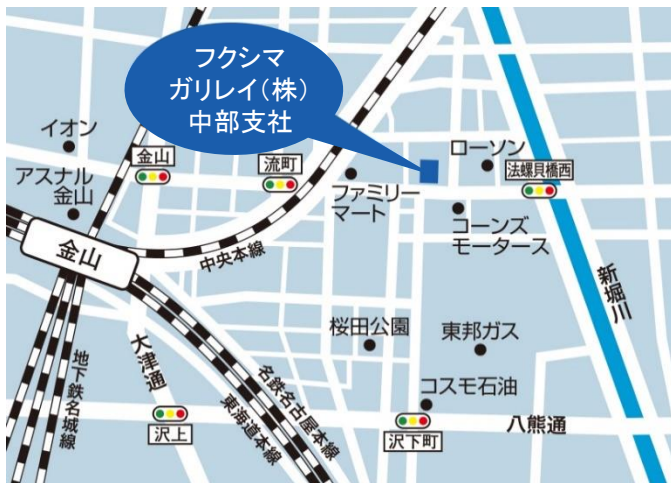 フクシマ
ガリレイ(株)
中部支社
イオン
アスナル
金山
金山
流町
ファミリー
マート
ローソン
法螺貝橋西
コーンズ
モータース
金山
中央本線
新堀川
桜田公園
東邦ガス
コスモ石油
大津通
地下鉄名城線
名鉄名古屋本線
東海道本線
沢上
沢下町
八熊通